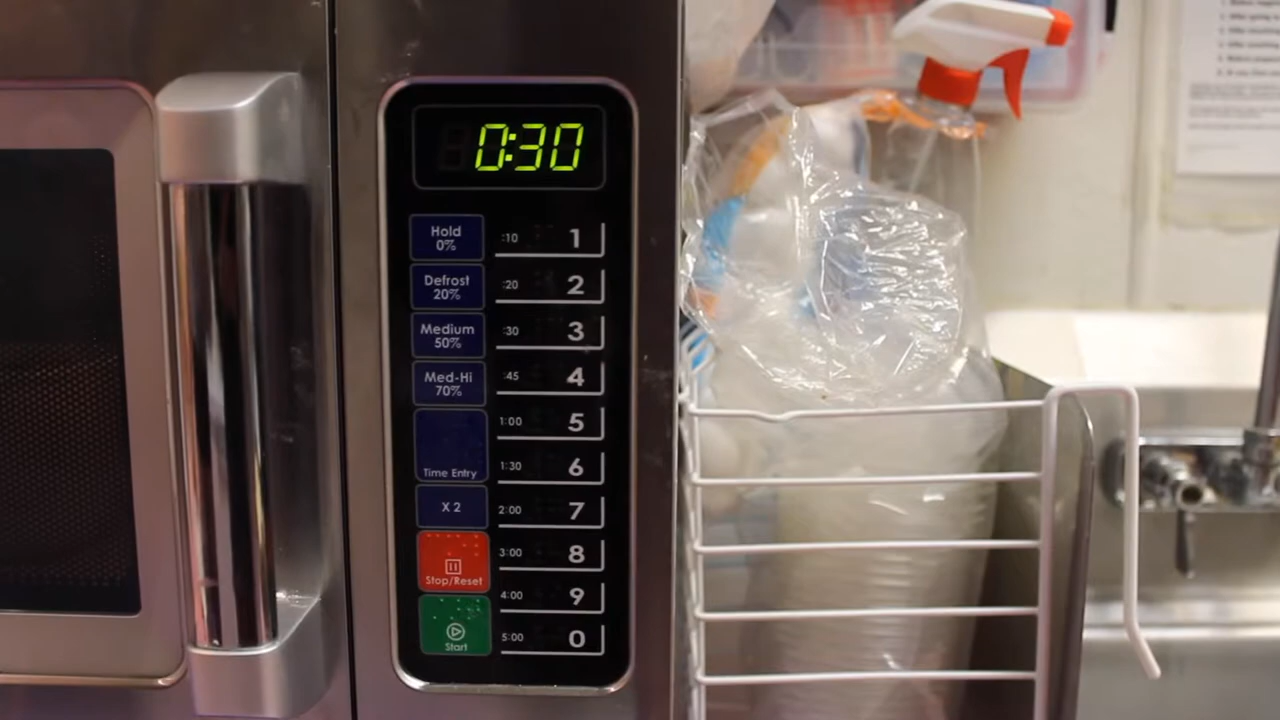 0:30
Hold
0%
:10 1
Defrost
20%
:20 2
Medium
50%
:30 3
Med-Hi
70%
:45 4
1:00 5
Time Entry
1:30 6
X 2
2:00 7
Stop/Reset
3:00 8
4:00 9
Start
5:00 0